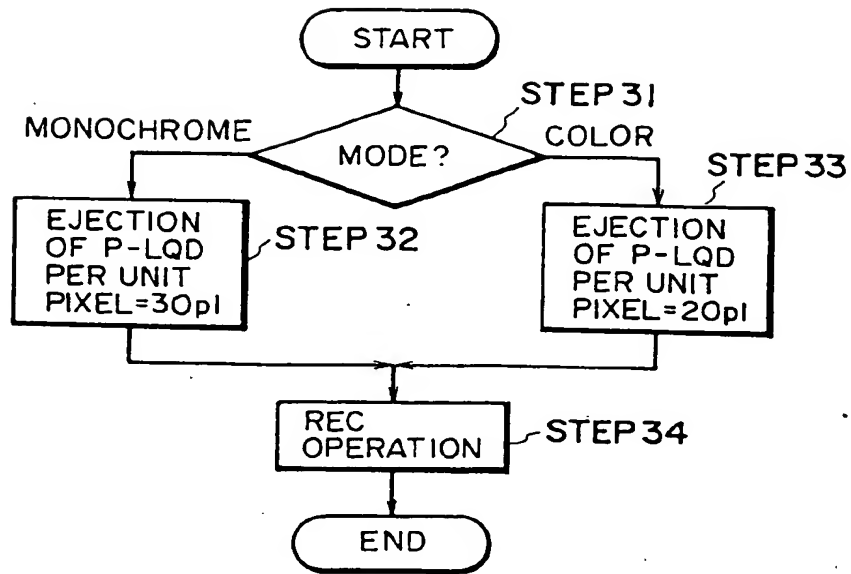 START
STEP 31
MONOCHROME
MODE?
COLOR
STEP 33
EJECTION
OF P-LQD
PER UNIT
PIXEL=30pl
STEP 32
EJECTION
OF P-LQD
PER UNIT
PIXEL=20pl
REC
OPERATION
STEP 34
END